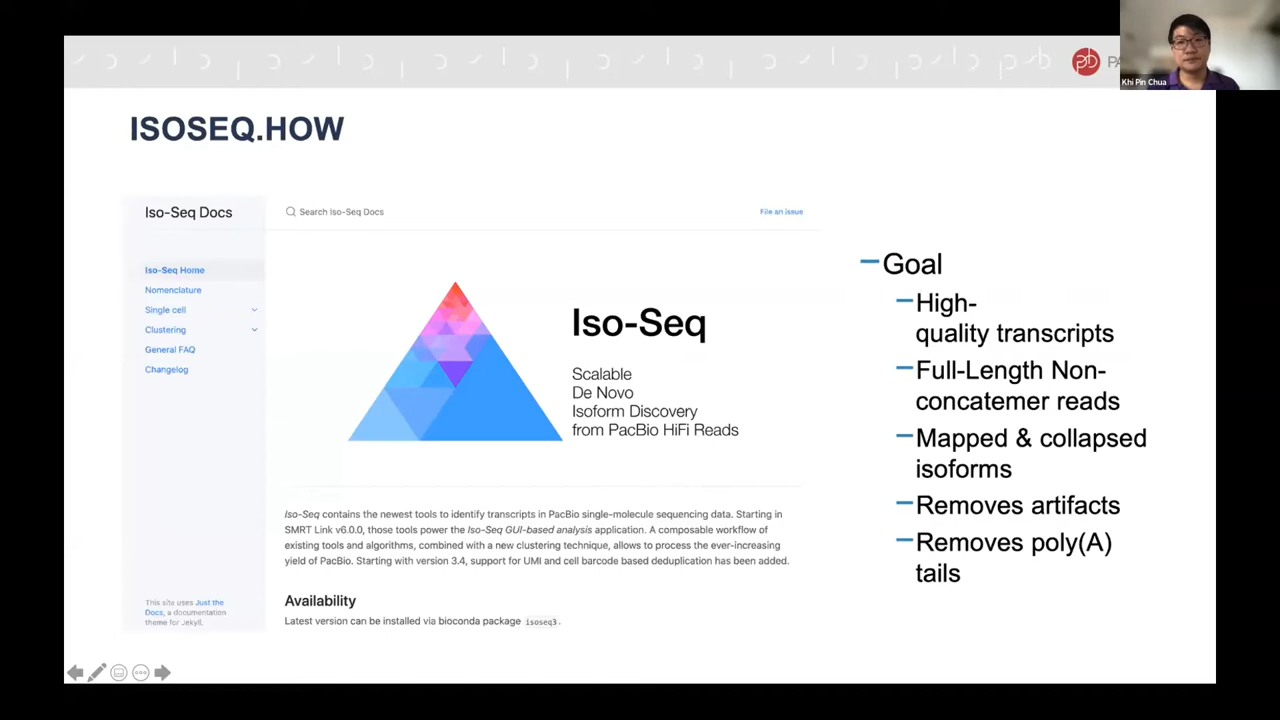 PA
Khi Pin Chua
ISOSEQ.HOW
Iso-Seq Docs
Search Iso-Seq Docs
File an issue
Iso-Seq Home
Nomenclature
Single cell
Clustering
General FAQ
Changelog
Iso-Seq
Scalable
De Novo
Isoform Discovery
from PacBio HiFi Reads
Iso-Seq contains the newest tools to identify transcripts in PacBio single-molecule sequencing data. Starting in
SMRT Link v6.0.0, those tools power the Iso-Seq GUI-based analysis application. A composable workflow of
existing tools and algorithms, combined with a new clustering technique, allows to process the ever-increasing
yield of PacBio. Starting with version 3.4, support for UMI and cell barcode based deduplication has been added.
Availability
Latest version can be installed via bioconda package isoseq3.
This site uses Just the
Docs, a documentation
theme for Jekyll.
Goal
High-
quality transcripts
Full-Length Non-
concatemer reads
Mapped & collapsed
isoforms
Removes artifacts
Removes poly(A)
tails